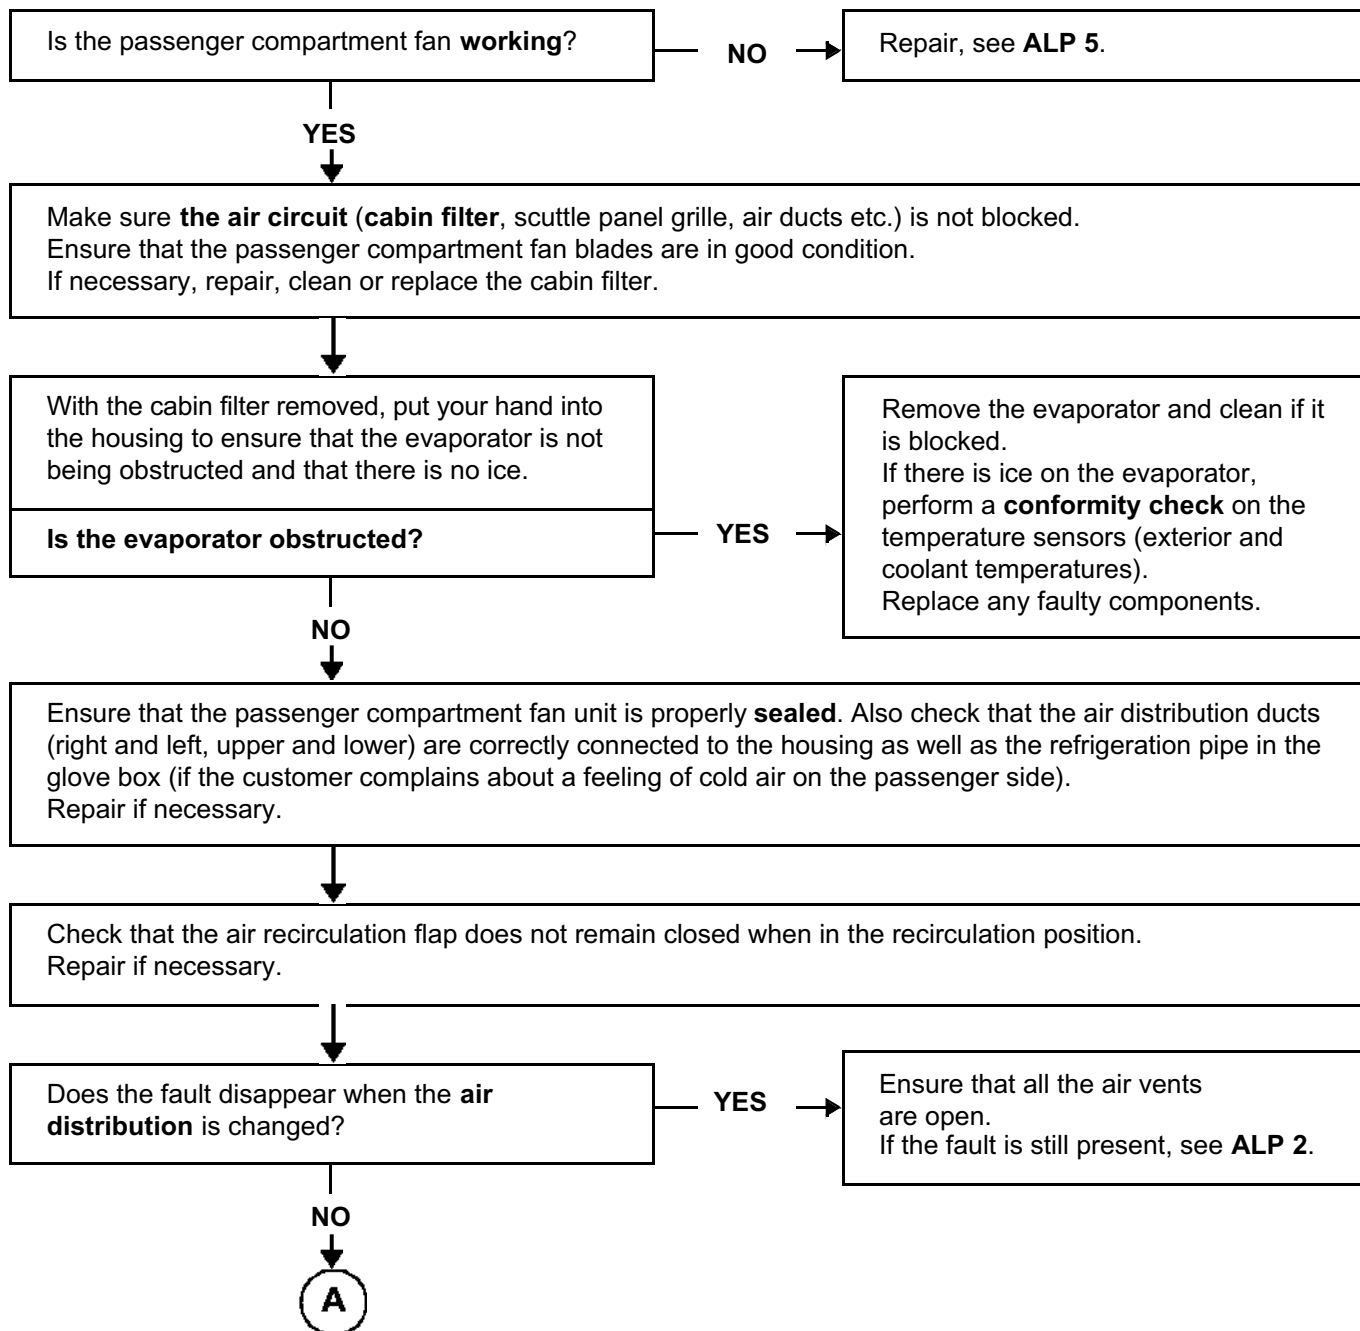 Is the passenger compartment fan working?
NO
Repair, see ALP 5.
YES
Make sure the air circuit (cabin filter, scuttle panel grille, air ducts etc.) is not blocked.
Ensure that the passenger compartment fan blades are in good condition.
If necessary, repair, clean or replace the cabin filter.
With the cabin filter removed, put your hand into
the housing to ensure that the evaporator is not
being obstructed and that there is no ice.
Is the evaporator obstructed?
YES
Remove the evaporator and clean if it
is blocked.
If there is ice on the evaporator,
perform a conformity check on the
temperature sensors (exterior and
coolant temperatures).
Replace any faulty components.
NO
Ensure that the passenger compartment fan unit is properly sealed. Also check that the air distribution ducts
(right and left, upper and lower) are correctly connected to the housing as well as the refrigeration pipe in the
glove box (if the customer complains about a feeling of cold air on the passenger side).
Repair if necessary.
Check that the air recirculation flap does not remain closed when in the recirculation position.
Repair if necessary.
Does the fault disappear when the air
distribution is changed?
YES
Ensure that all the air vents
are open.
If the fault is still present, see ALP 2.
NO
A